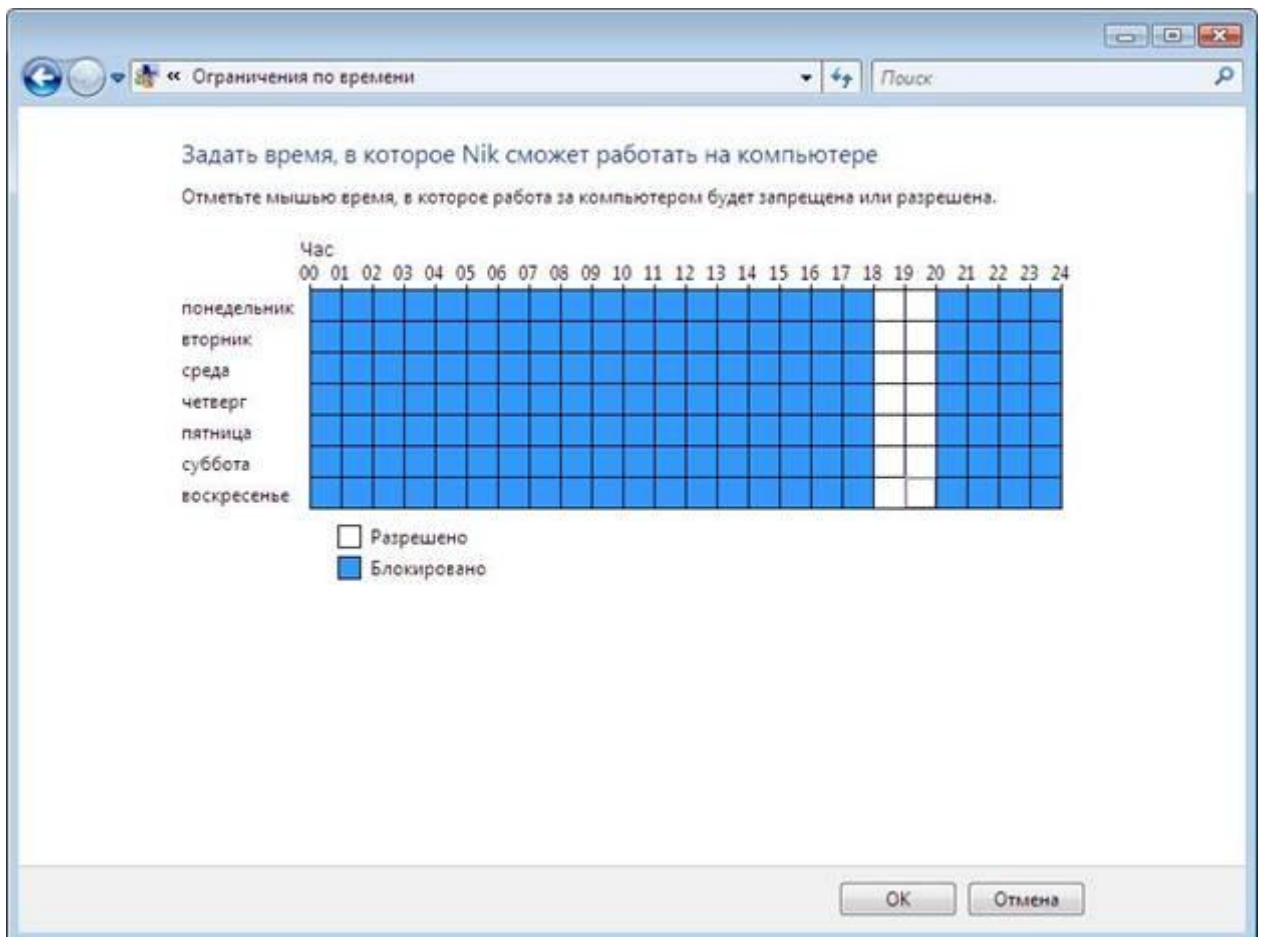 « Ограничения по времени
Поиск
Задать время, в которое Nik сможет работать на компьютере
Отметьте мышью время, в которое работа за компьютером будет запрещена или разрешена.
Час
00 01 02 03 04 05 06 07 08 09 10 11 12 13 14 15 16 17 18 19 20 21 22 23 24
понедельник
вторник
среда
четверг
пятница
суббота
воскресенье
Разрешено
Блокировано
ОК Отмена